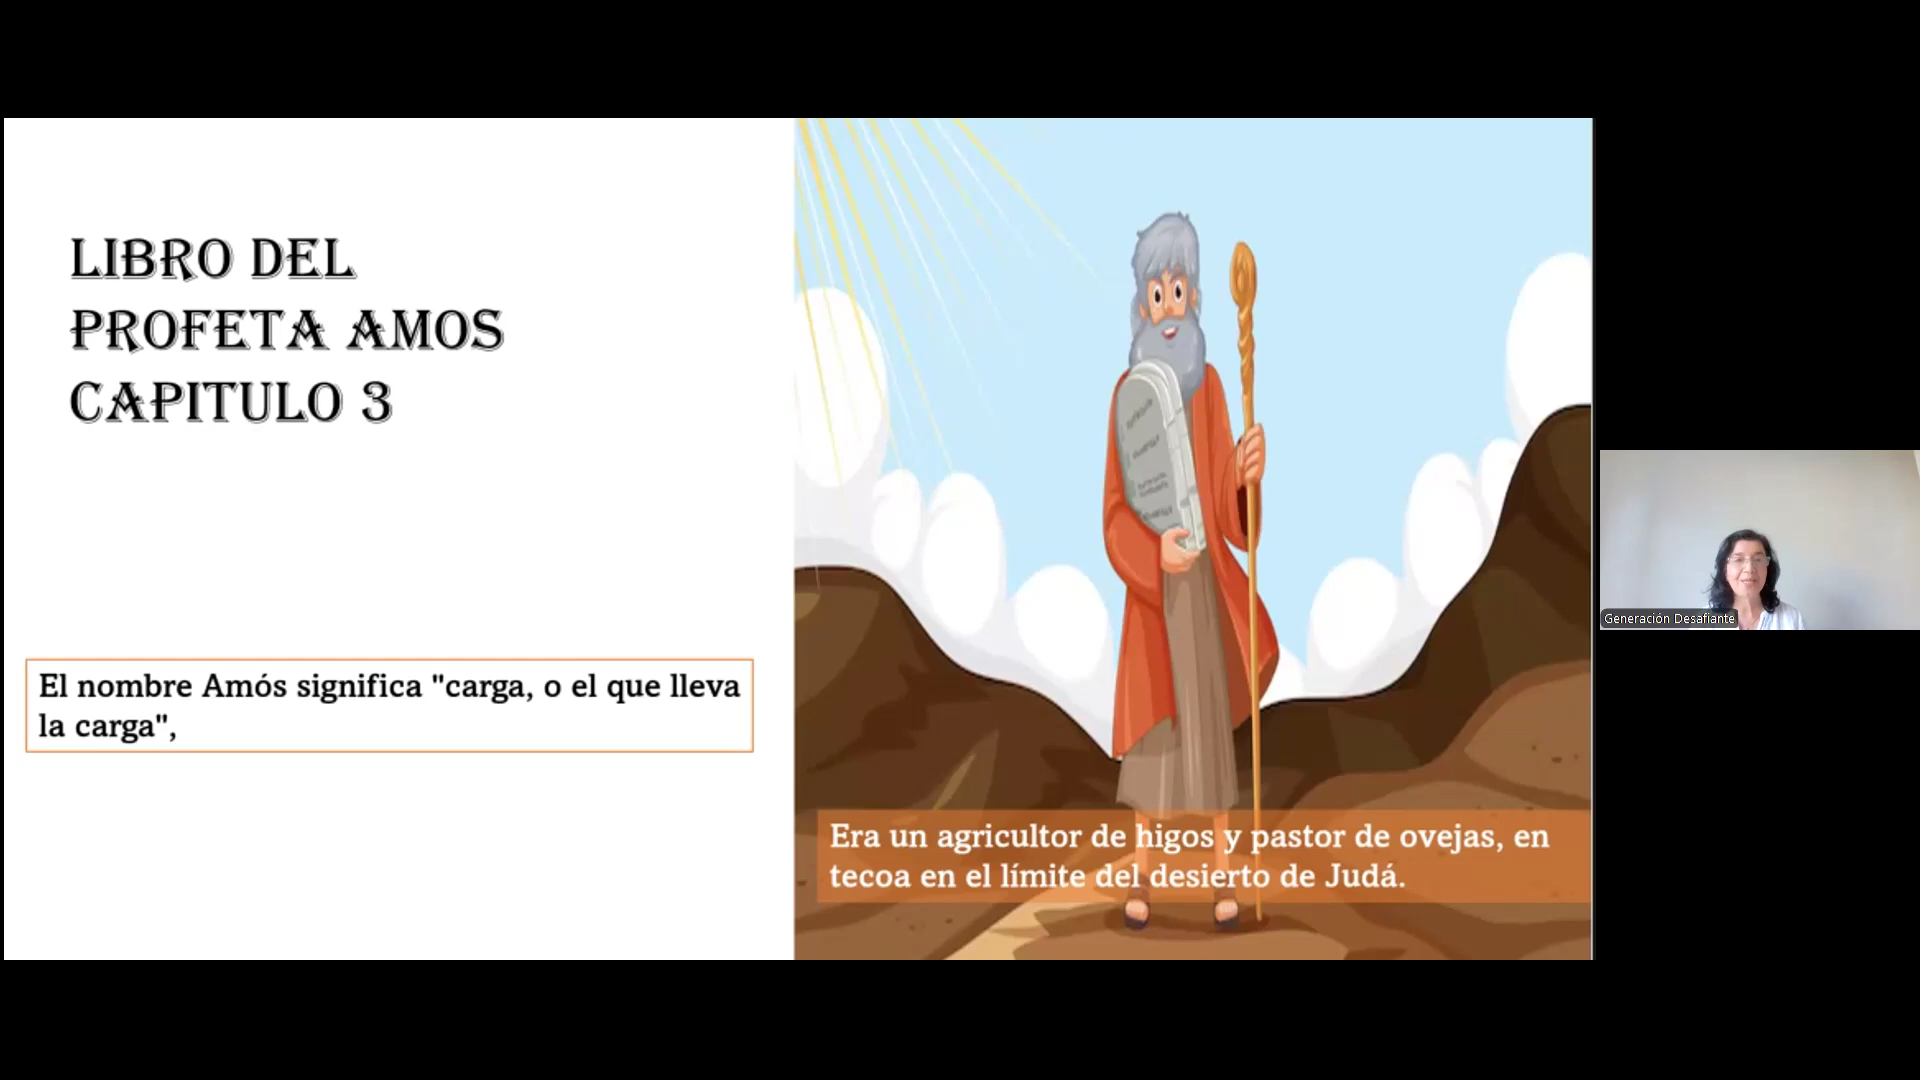 LIBRO DEL
PROFETA AMOS
CAPITULO 3
El nombre Amós significa "carga, o el que lleva
la carga",
Era un agricultor de higos y pastor de ovejas, en
tecoa en el límite del desierto de Judá.
Generación Desafiante